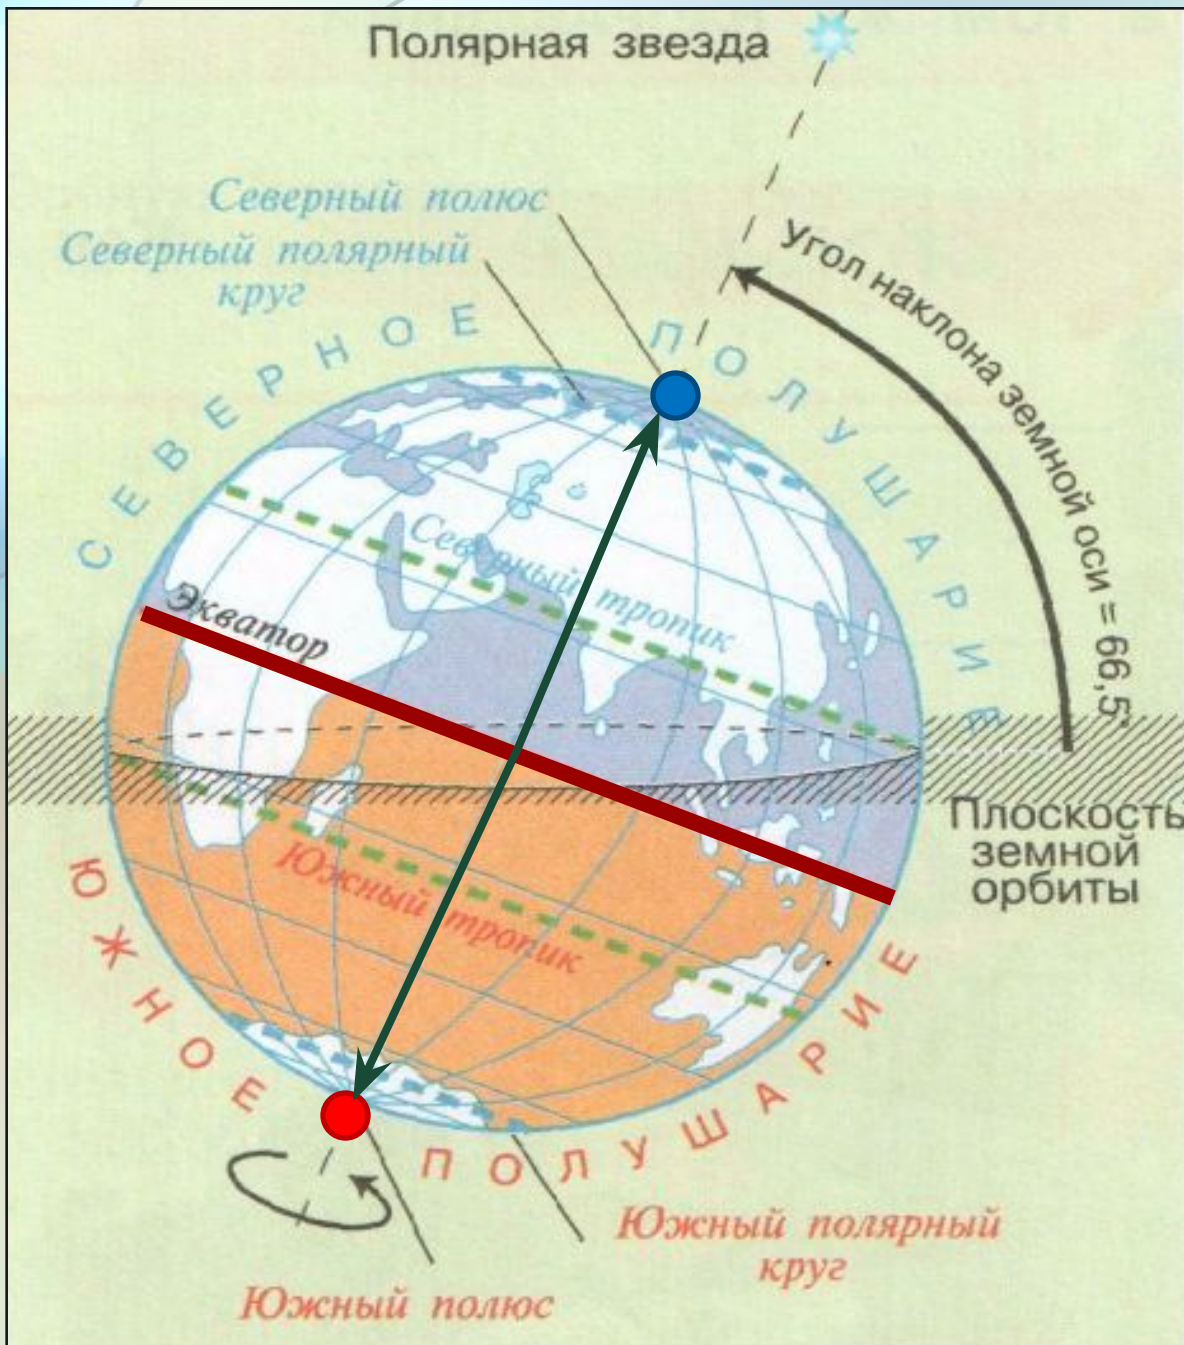 Полярная звезда
Северный полюс
Северный полярный
круг
СЕВЕРНОЕ ПОЛУШАРИЕ
Угол наклона земной оси = 66,5°
Северный тропик
Экватор
Плоскость
земной
орбиты
Южный тропик
ЮЖНОЕ ПОЛУШАРИЕ
Южный полярный
круг
Южный полюс